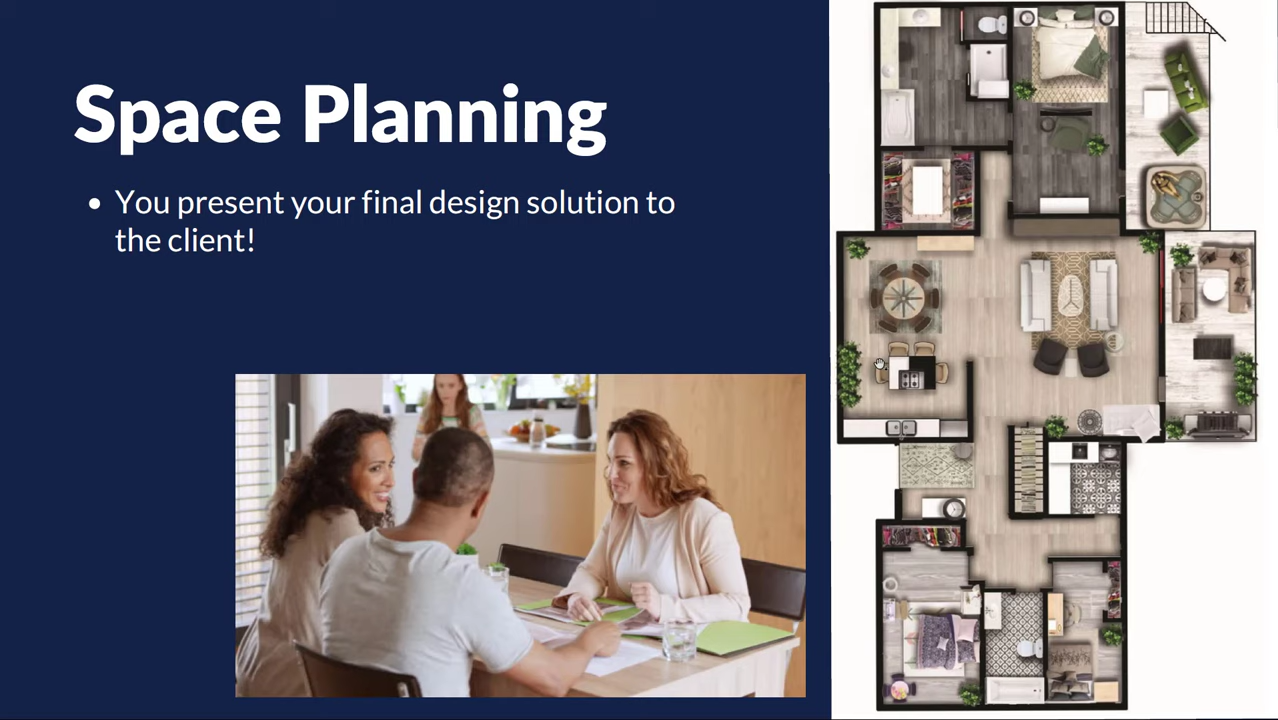 Space Planning
• You present your final design solution to
the client!